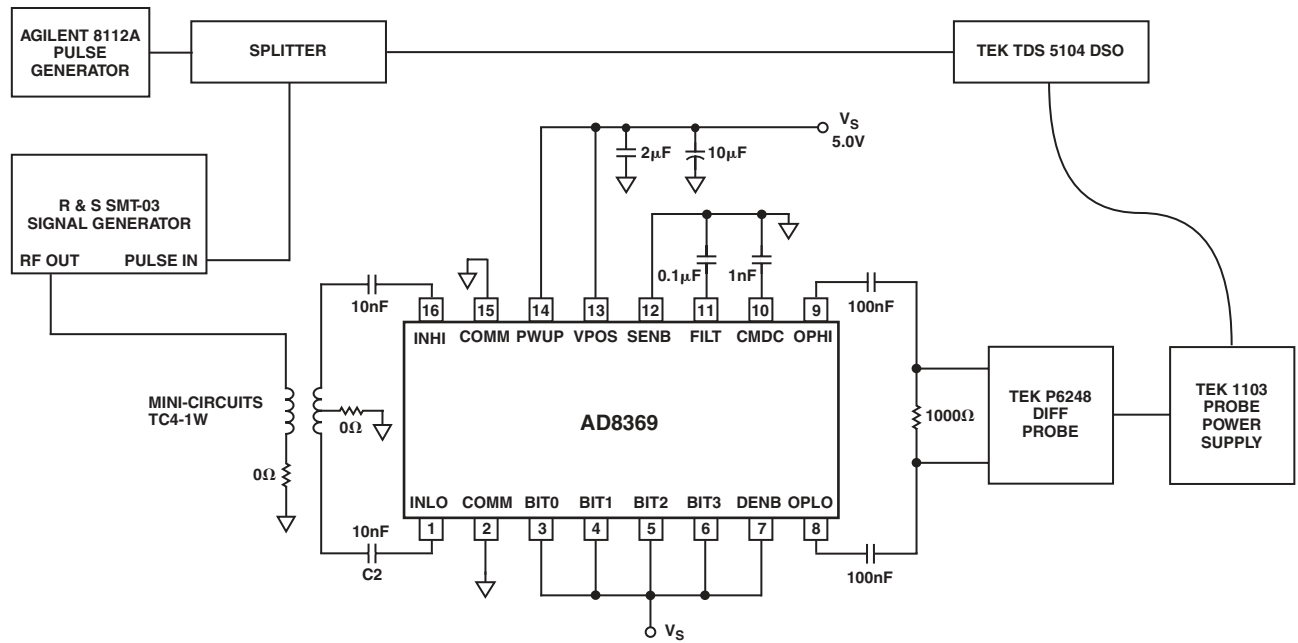 AGILENT 8112A
PULSE
GENERATOR
SPLITTER
TEK TDS 5104 DSO
R & S SMT-03
SIGNAL GENERATOR
RF OUT
PULSE IN
VS
5.0V
2μF
10μF
0.1μF
1nF
10nF
100nF
16
15
14
13
12
11
10
9
INHI
COMM
PWUP
VPOS
SENB
FILT
CMDC
OPHI
MINI-CIRCUITS
TC4-1W
0Ω
0Ω
AD8369
1000Ω
TEK P6248
DIFF
PROBE
TEK 1103
PROBE
POWER
SUPPLY
INLO
COMM
BIT0
BIT1
BIT2
BIT3
DENB
OPLO
1
2
3
4
5
6
7
8
10nF
C2
100nF
VS